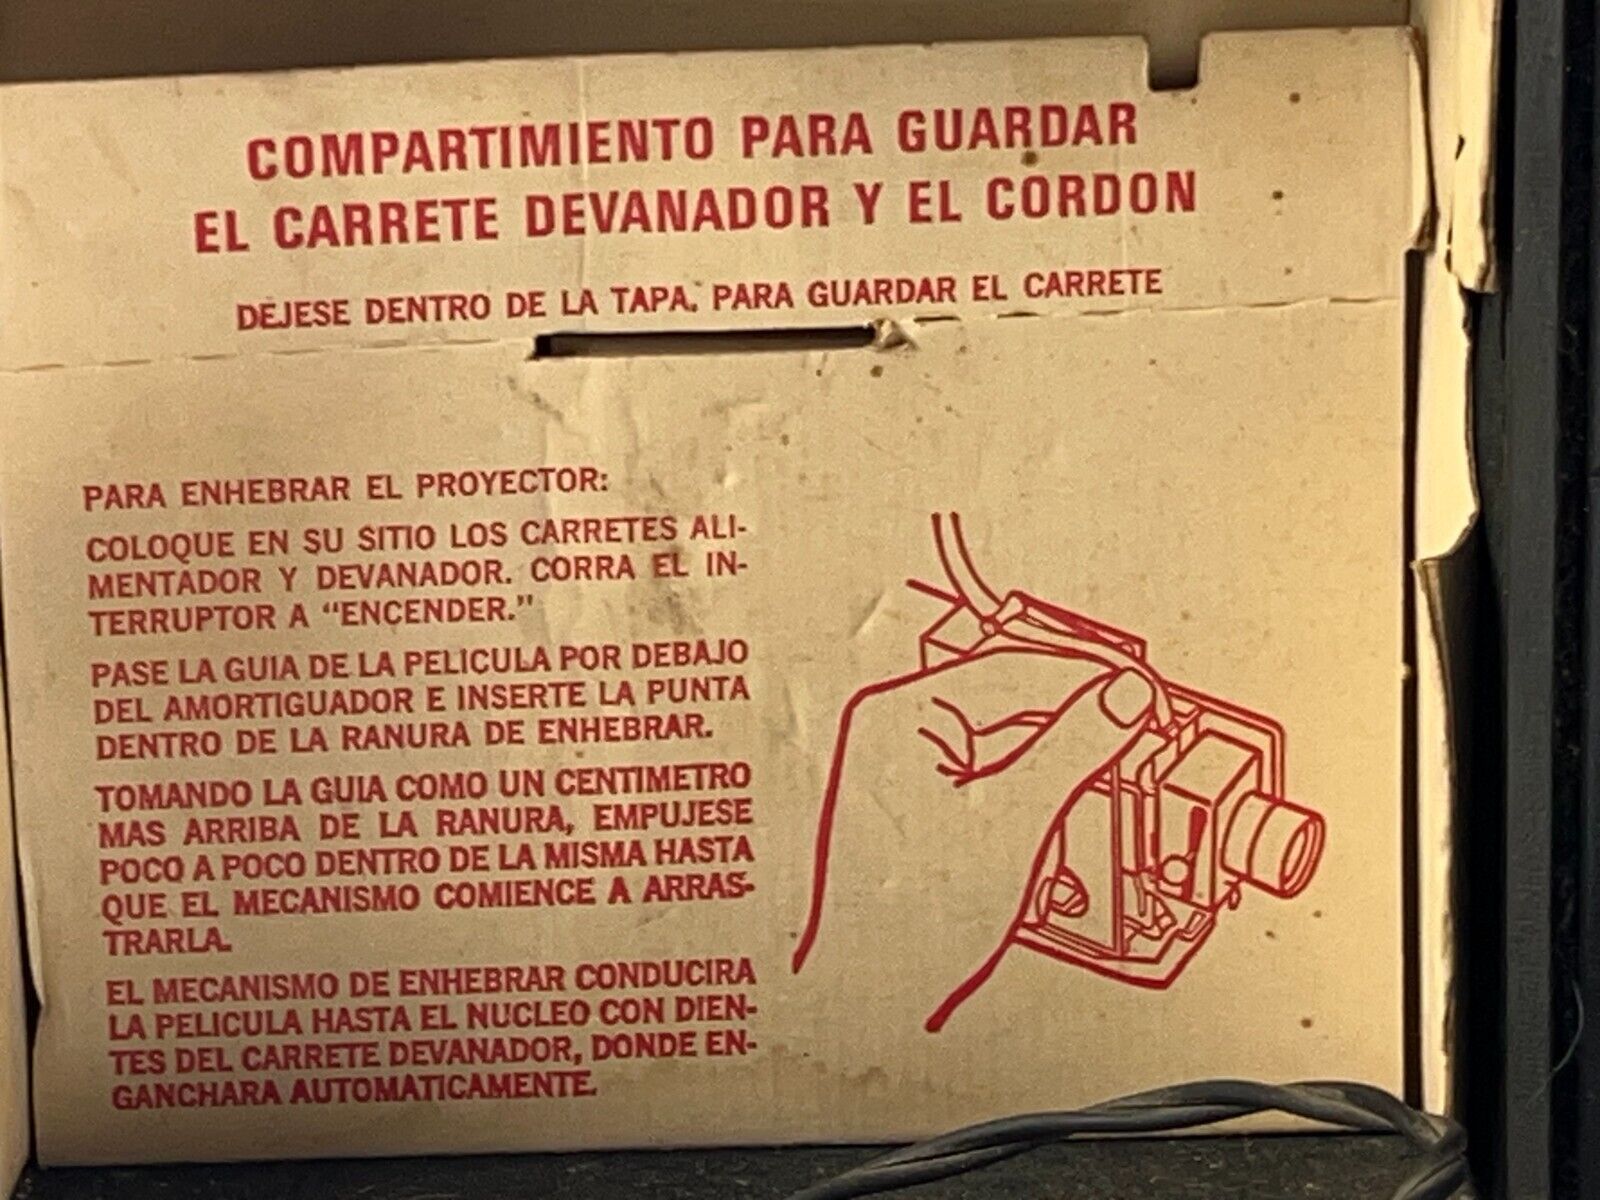 COMPARTIMIENTO PARA GUARDAR
EL CARRETE DEVANADOR Y EL CORDON
DEJESE DENTRO DE LA TAPA. PARA GUARDAR EL CARRETE
PARA ENHEBRAR EL PROYECTOR:
COLOQUE EN SU SITIO LOS CARRETES ALI-
MENTADOR Y DEVANADOR. CORRA EL IN-
TERRUPTOR A "ENCENDER."
PASE LA GUIA DE LA PELICULA POR DEBAJO
DEL AMORTIGUADOR E INSERTE LA PUNTA
DENTRO DE LA RANURA DE ENHEBRAR.
TOMANDO LA GUIA COMO UN CENTIMETRO
MAS ARRIBA DE LA RANURA, EMPUJESE
POCO A POCO DENTRO DE LA MISMA HASTA
QUE EL MECANISMO COMIENCE A ARRAS-
TRARLA.
EL MECANISMO DE ENHEBRAR CONDUCIRA
LA PELICULA HASTA EL NUCLEO CON DIEN-
TES DEL CARRETE DEVANADOR, DONDE EN-
GANCHARA AUTOMATICAMENTE.